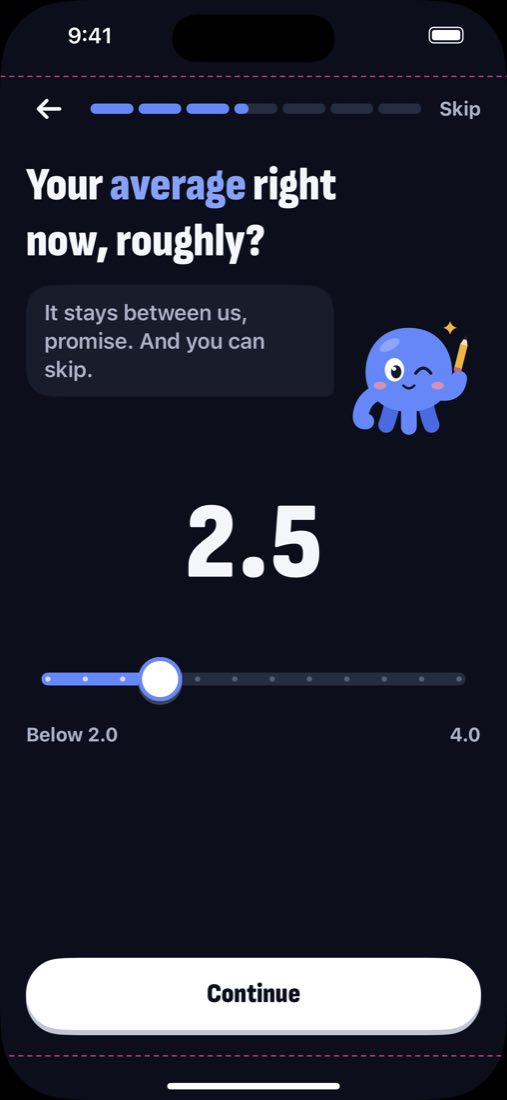 9:41
Skip
Your average right
now, roughly?
It stays between us,
promise. And you can
skip.
2.5
Below 2.0
4.0
Continue